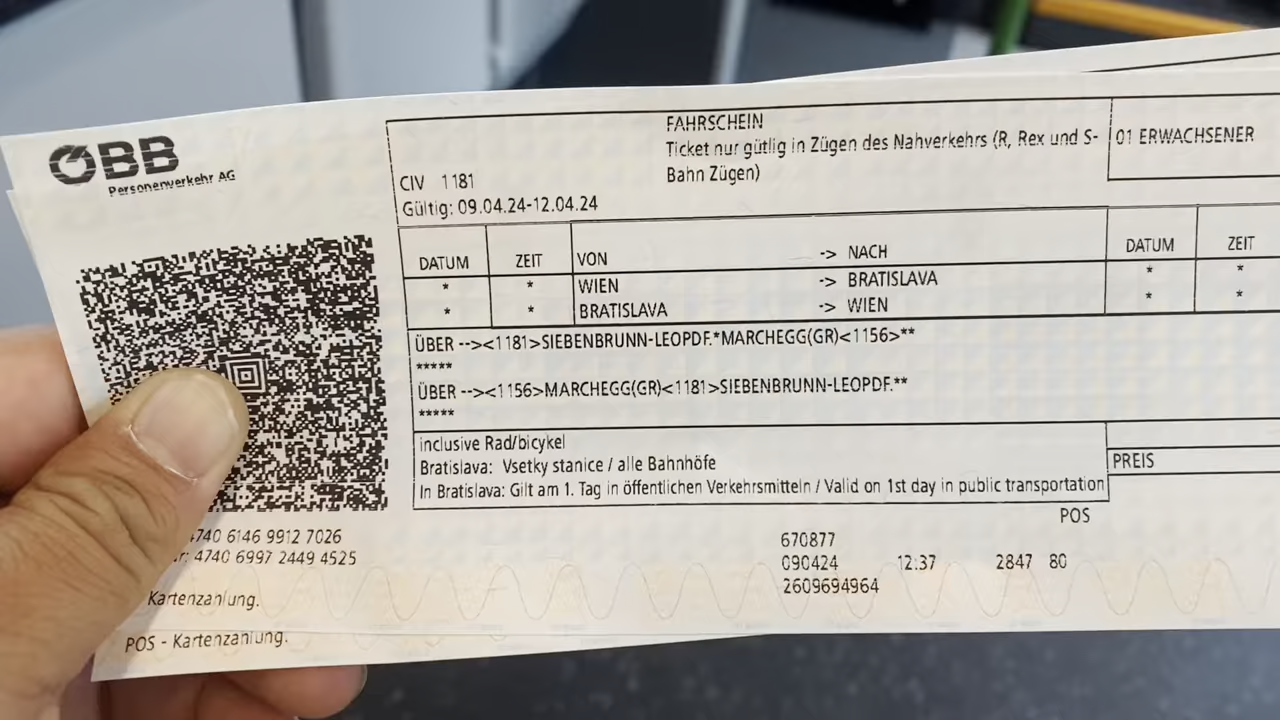 ÖBB
Personenverkehr AG
FAHRSCHEIN
Ticket nur gütlig in Zügen des Nahverkehrs (R, Rex und S-
Bahn Zügen)
01 ERWACHSENER
CIV 1181
Gültig: 09.04.24-12.04.24
DATUM ZEIT VON -> NACH DATUM ZEIT
* * WIEN -> BRATISLAVA * *
* * BRATISLAVA -> WIEN * *
ÜBER --><1181>SIEBENBRUNN-LEOPDF.*MARCHEGG(GR)<1156>**
*****
ÜBER --><1156>MARCHEGG(GR)<1181>SIEBENBRUNN-LEOPDF.**
*****
inclusive Rad/bicykel
Bratislava: Vsetky stanice / alle Bahnhöfe
PREIS
In Bratislava: Gilt am 1. Tag in öffentlichen Verkehrsmitteln / Valid on 1st day in public transportation
POS
4740 6146 9912 7026
4740 6997 2449 4525
670877
090424 12:37 2847 80
2609694964
Kartenzahlung.
POS - Kartenzahlung.